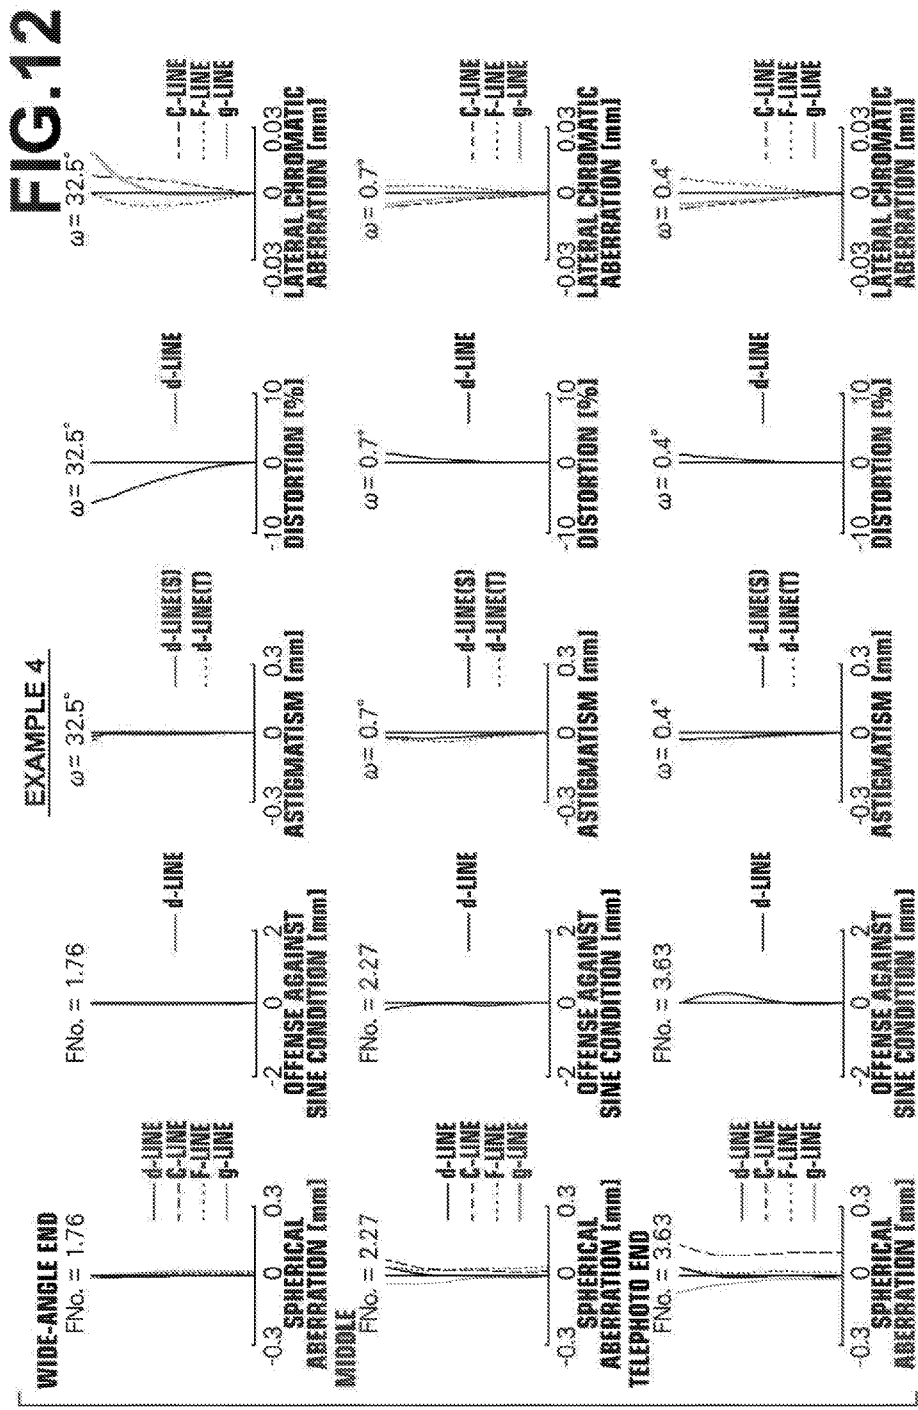 FIG.12
EXAMPLE 4
WIDE-ANGLE END
FNo. = 1.76
d-LINE
C-LINE
F-LINE
g-LINE
-0.3 0 0.3
SPHERICAL
ABERRATION [mm]
FNo. = 1.76
d-LINE
-2 0 2
OFFENSE AGAINST
SINE CONDITION [mm]
ω = 32.5°
d-LINE(S)
d-LINE(T)
-0.3 0 0.3
ASTIGMATISM [mm]
ω = 32.5°
d-LINE
-10 0 10
DISTORTION [%]
ω = 32.5°
C-LINE
F-LINE
g-LINE
-0.03 0 0.03
LATERAL CHROMATIC
ABERRATION [mm]
MIDDLE
FNo. = 2.27
d-LINE
C-LINE
F-LINE
g-LINE
-0.3 0 0.3
SPHERICAL
ABERRATION [mm]
FNo. = 2.27
d-LINE
-2 0 2
OFFENSE AGAINST
SINE CONDITION [mm]
ω = 0.7°
d-LINE(S)
d-LINE(T)
-0.3 0 0.3
ASTIGMATISM [mm]
ω = 0.7°
d-LINE
-10 0 10
DISTORTION [%]
ω = 0.7°
C-LINE
F-LINE
g-LINE
-0.03 0 0.03
LATERAL CHROMATIC
ABERRATION [mm]
TELEPHOTO END
FNo. = 3.63
d-LINE
C-LINE
F-LINE
g-LINE
-0.3 0 0.3
SPHERICAL
ABERRATION [mm]
FNo. = 3.63
d-LINE
-2 0 2
OFFENSE AGAINST
SINE CONDITION [mm]
ω = 0.4°
d-LINE(S)
d-LINE(T)
-0.3 0 0.3
ASTIGMATISM [mm]
ω = 0.4°
d-LINE
-10 0 10
DISTORTION [%]
ω = 0.4°
C-LINE
F-LINE
g-LINE
-0.03 0 0.03
LATERAL CHROMATIC
ABERRATION [mm]